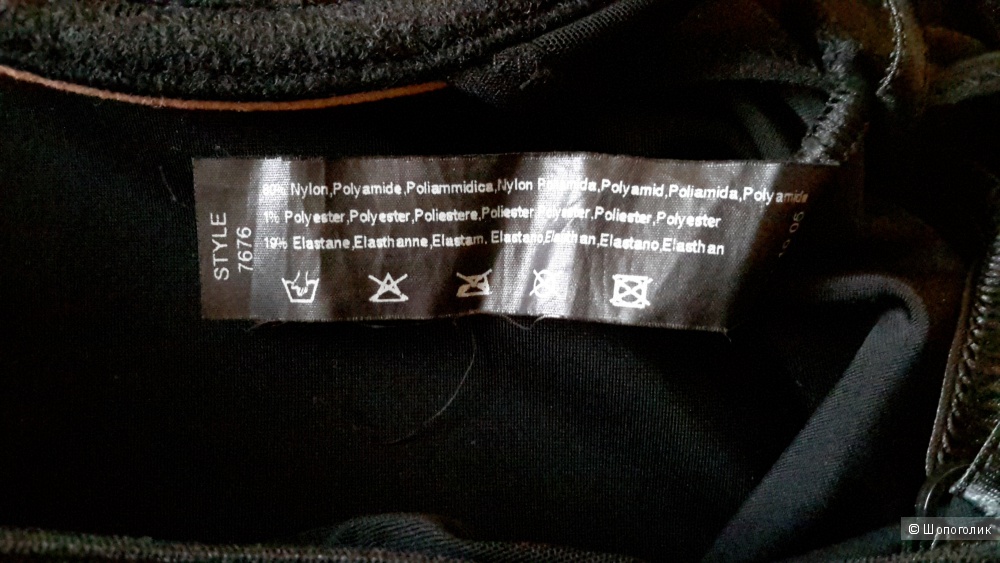 STYLE
7676
80% Nylon,Polyamide,Poliammidica,Nylon Poliamida,Polyamid,Poliamida,Polyamide
1% Polyester,Polyester,Poliestere,Poliester,Polyester,Poliester,Polyester
19% Elastane,Elasthanne,Elastam, Elastano,Elasthan,Elastano,Elasthan
© Шопоголик